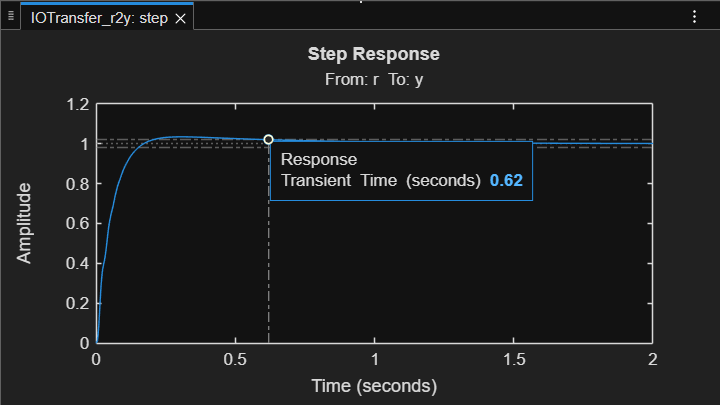 IOTransfer_r2y: step
Step Response
From: r To: y
1.2
1
0.8
0.6
0.4
0.2
0
Amplitude
Response
Transient Time (seconds) 0.62
0
0.5
1
1.5
2
Time (seconds)